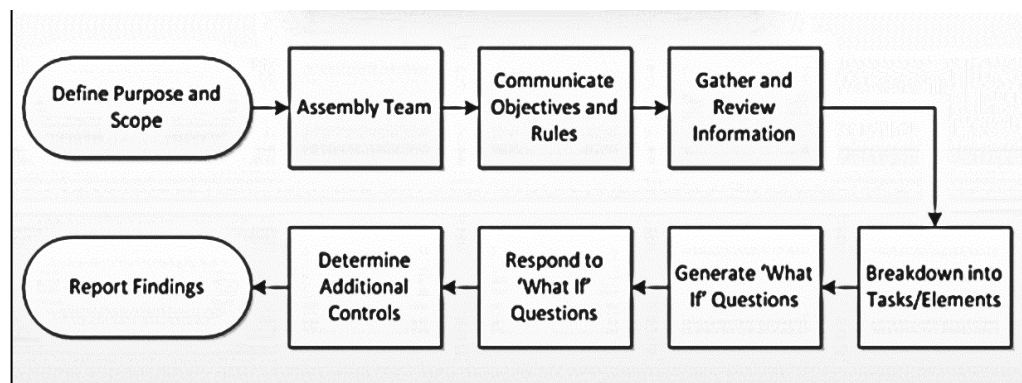 Define Purpose and
Scope
Assembly Team
Communicate
Objectives and
Rules
Gather and
Review
Information
Breakdown into
Tasks/Elements
Generate ‘What
If’ Questions
Respond to
‘What If’
Questions
Determine
Additional
Controls
Report Findings